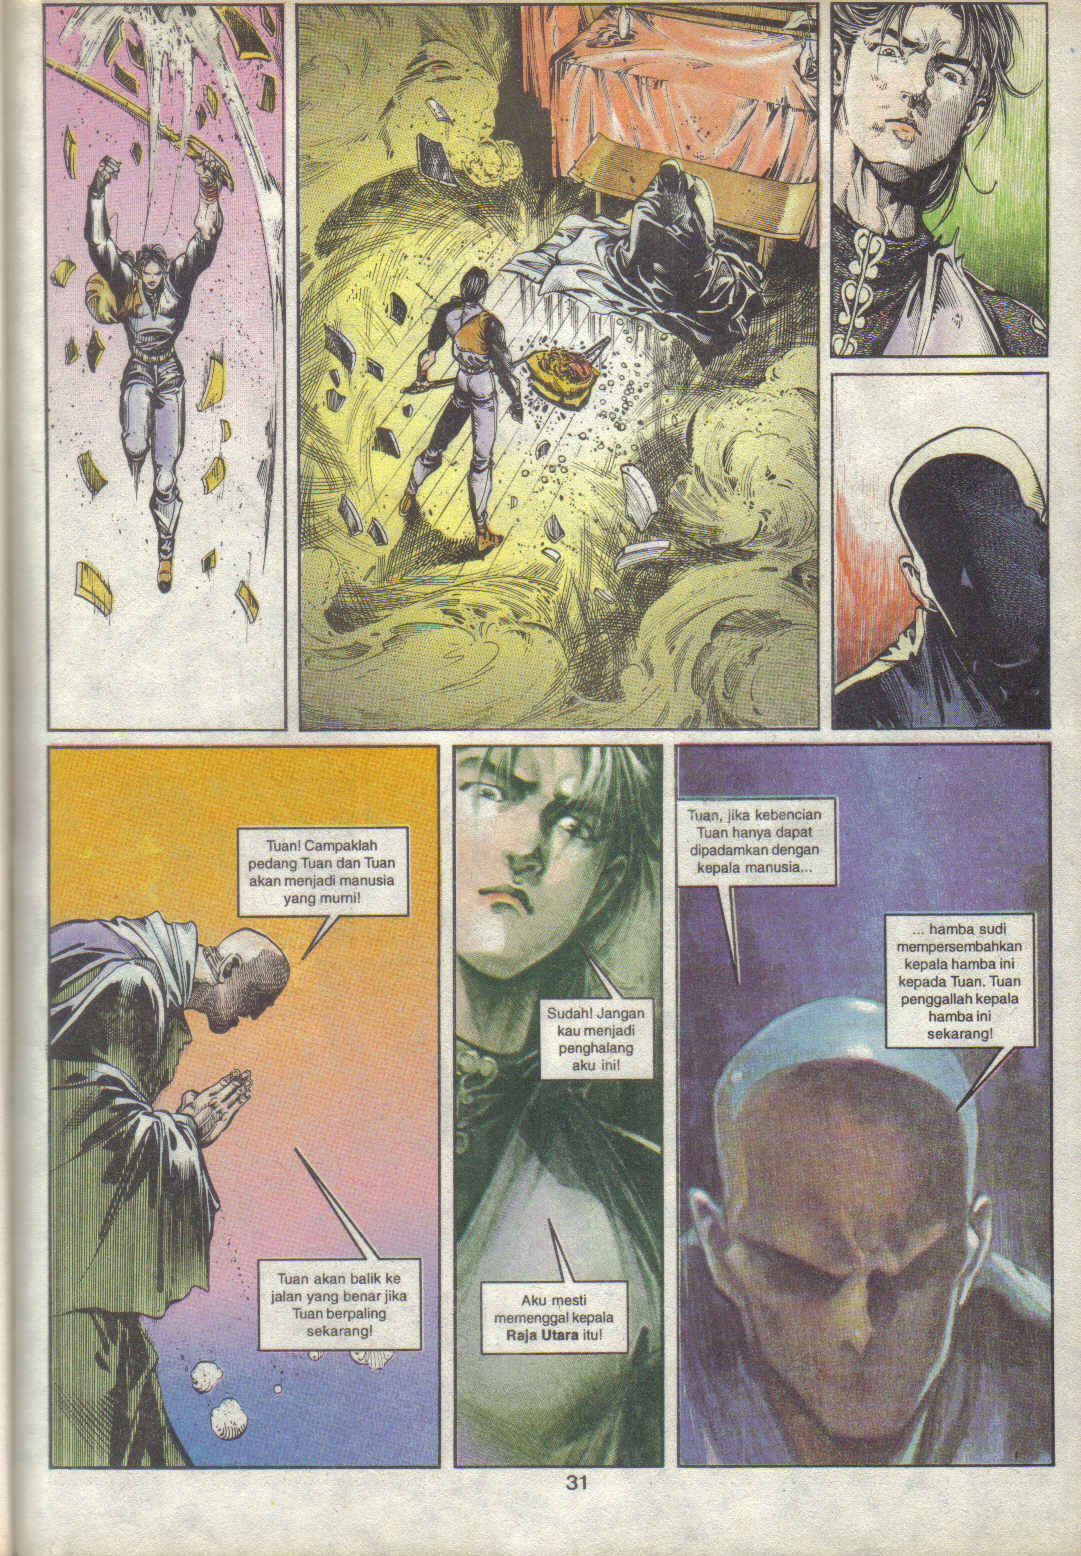 Tuan! Campaklah
pedang Tuan dan Tuan
akan menjadi manusia
yang murni!
Tuan akan balik ke
jalan yang benar jika
Tuan berpaling
sekarang!
Sudah! Jangan
kau menjadi
penghalang
aku ini!
Aku mesti
memenggal kepala
Raja Utara itu!
Tuan, jika kebencian
Tuan hanya dapat
dipadamkan dengan
kepala manusia...
... hamba sudi
mempersembahkan
kepala hamba ini
kepada Tuan. Tuan
penggallah kepala
hamba ini
sekarang!
31